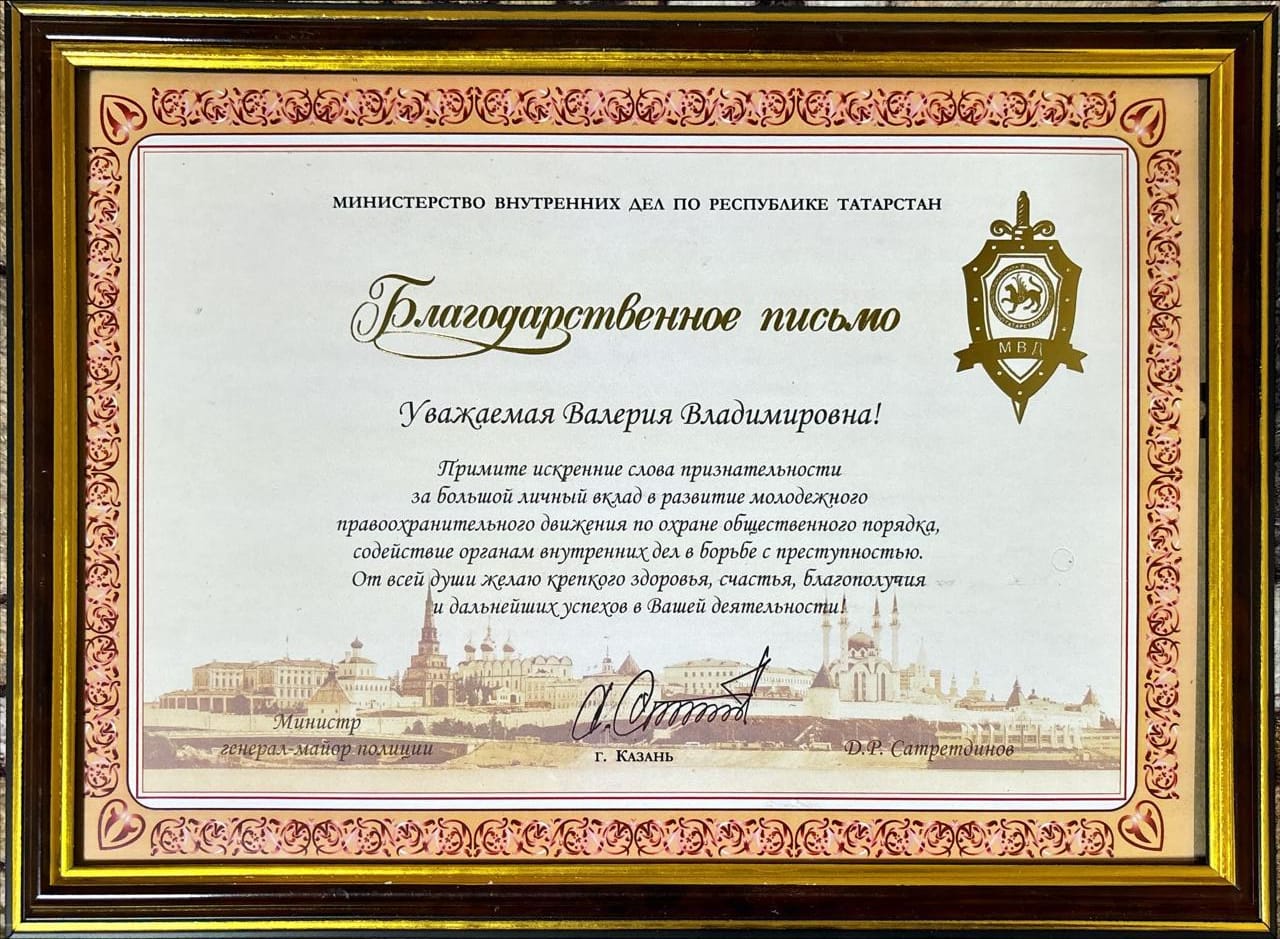 МИНИСТЕРСТВО ВНУТРЕННИХ ДЕЛ ПО РЕСПУБЛИКЕ ТАТАРСТАН
Благодарственное письмо
ТАТАРСТАН
МВД
Уважаемая Валерия Владимировна!
Примите искренние слова признательности
за большой личный вклад в развитие молодежного
правоохранительного движения по охране общественного порядка,
содействие органам внутренних дел в борьбе с преступностью.
От всей души желаю крепкого здоровья, счастья, благополучия
и дальнейших успехов в Вашей деятельности!
Министр
генерал-майор полиции
г. Казань
Д.Р. Сатретдинов